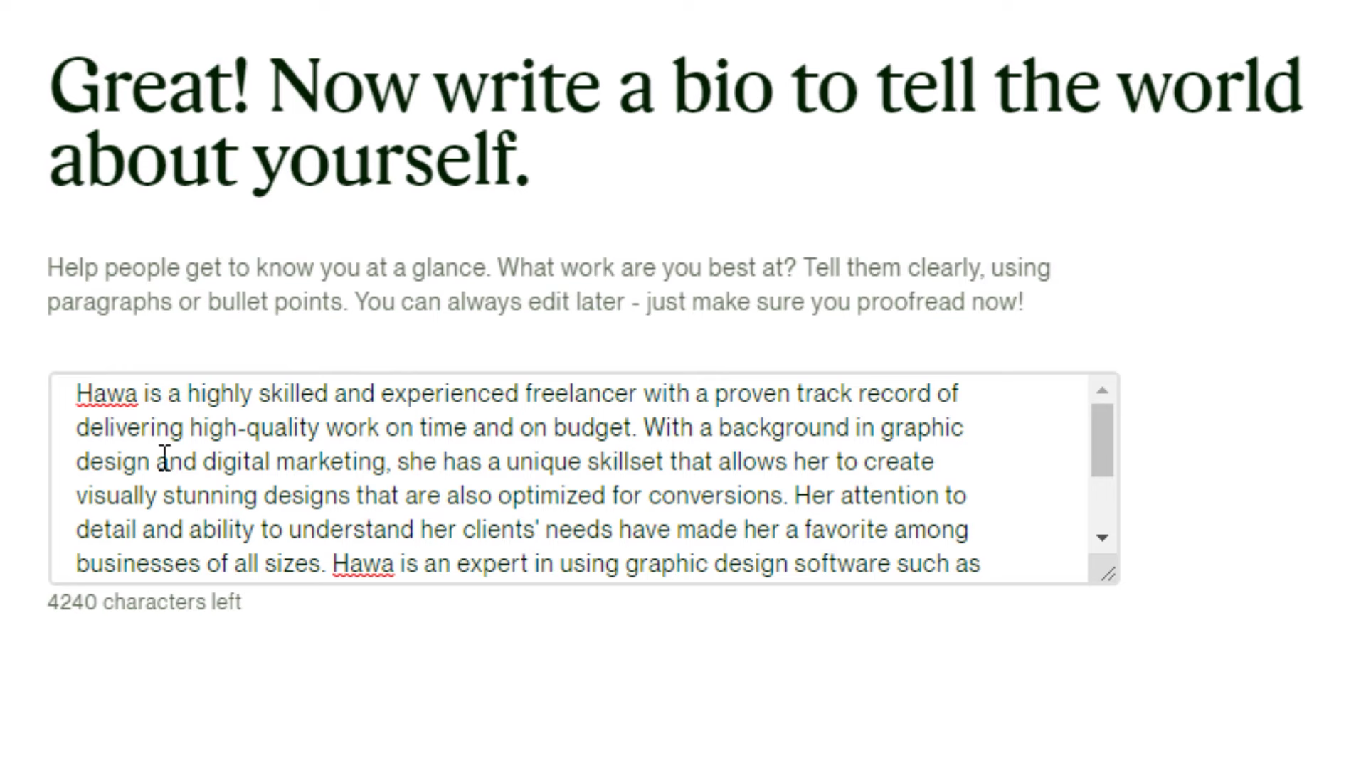 Great! Now write a bio to tell the world
about yourself.
Help people get to know you at a glance. What work are you best at? Tell them clearly, using
paragraphs or bullet points. You can always edit later - just make sure you proofread now!
Hawa is a highly skilled and experienced freelancer with a proven track record of
delivering high-quality work on time and on budget. With a background in graphic
design and digital marketing, she has a unique skillset that allows her to create
visually stunning designs that are also optimized for conversions. Her attention to
detail and ability to understand her clients' needs have made her a favorite among
businesses of all sizes. Hawa is an expert in using graphic design software such as
4240 characters left